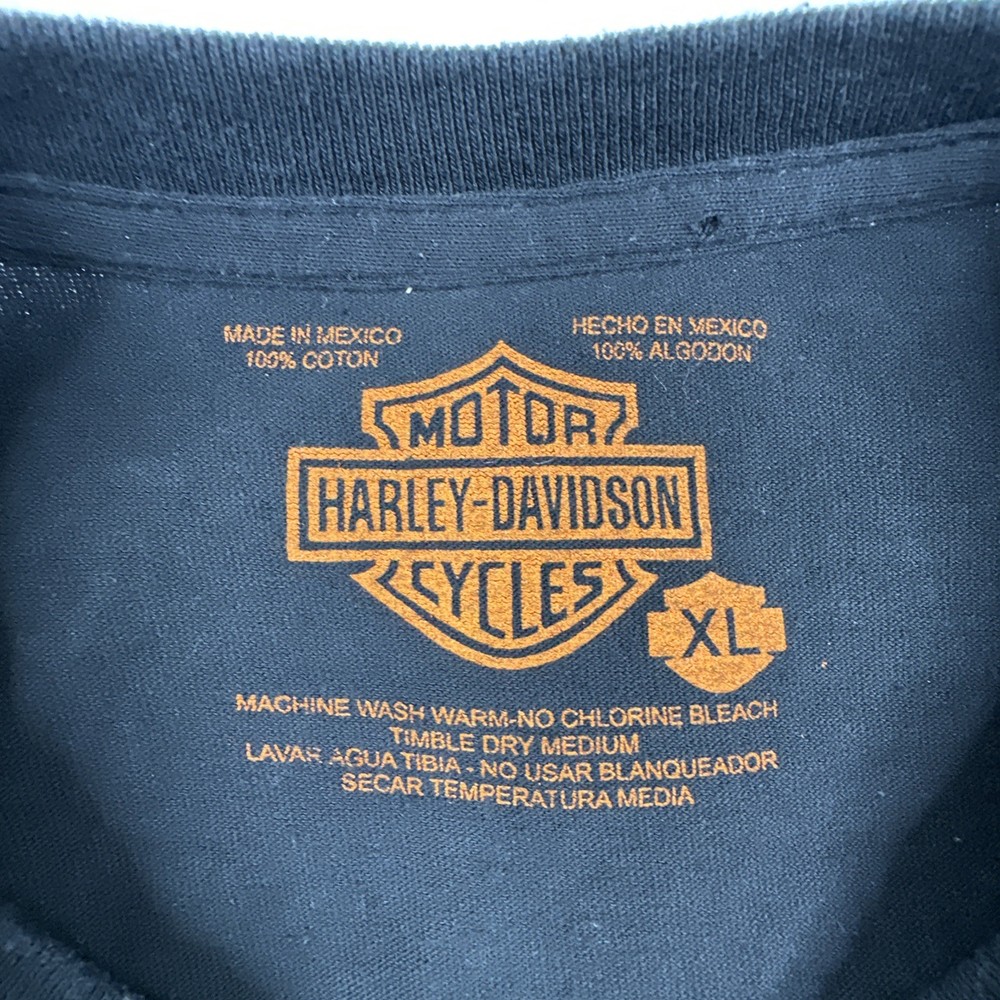 MADE IN MEXICO
100% COTON
HECHO EN MEXICO
100% ALGODON
MOTOR
HARLEY-DAVIDSON
CYCLES
XL
MACHINE WASH WARM-NO CHLORINE BLEACH
TIMBLE DRY MEDIUM
LAVAR AGUA TIBIA - NO USAR BLANQUEADOR
SECAR TEMPERATURA MEDIA